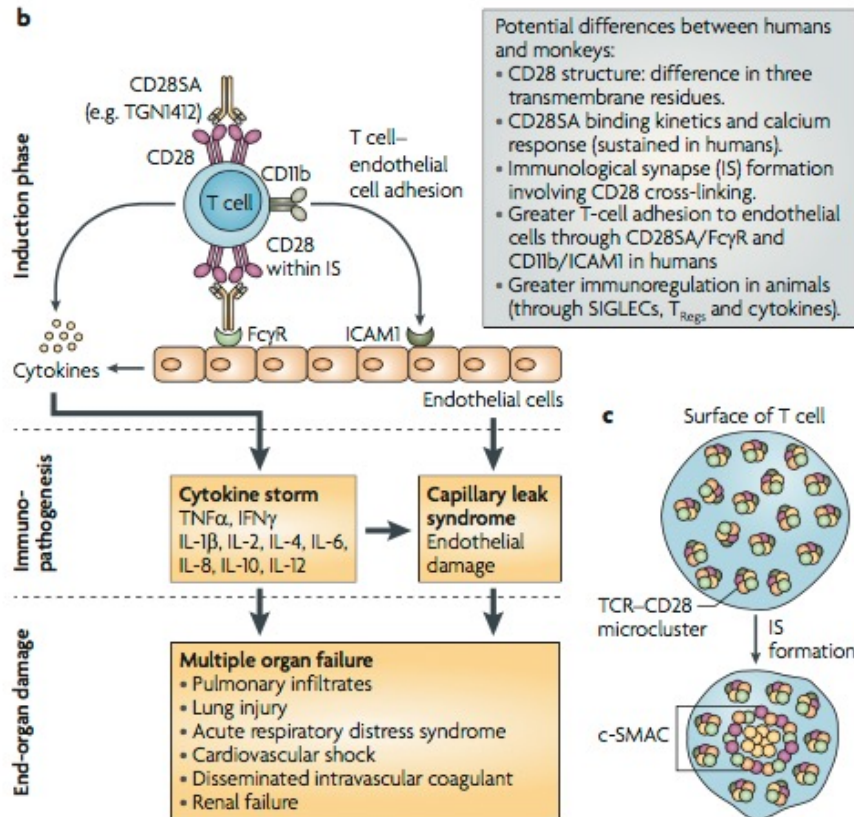 b
Induction phase
CD28SA
(e.g. TGN1412)
CD28
T cell
CD11b
T cell–
endothelial
cell adhesion
CD28
within IS
FcγR
ICAM1
Cytokines
Endothelial cells
Potential differences between humans
and monkeys:
• CD28 structure: difference in three
transmembrane residues.
• CD28SA binding kinetics and calcium
response (sustained in humans).
• Immunological synapse (IS) formation
involving CD28 cross-linking.
• Greater T-cell adhesion to endothelial
cells through CD28SA/FcγR and
CD11b/ICAM1 in humans
• Greater immunoregulation in animals
(through SIGLECs, TRegs and cytokines).
Immuno-
pathogenesis
Cytokine storm
TNFα, IFNγ
IL-1β, IL-2, IL-4, IL-6,
IL-8, IL-10, IL-12
Capillary leak
syndrome
Endothelial
damage
End-organ damage
Multiple organ failure
• Pulmonary infiltrates
• Lung injury
• Acute respiratory distress syndrome
• Cardiovascular shock
• Disseminated intravascular coagulant
• Renal failure
c
Surface of T cell
TCR–CD28
microcluster
IS
formation
c-SMAC